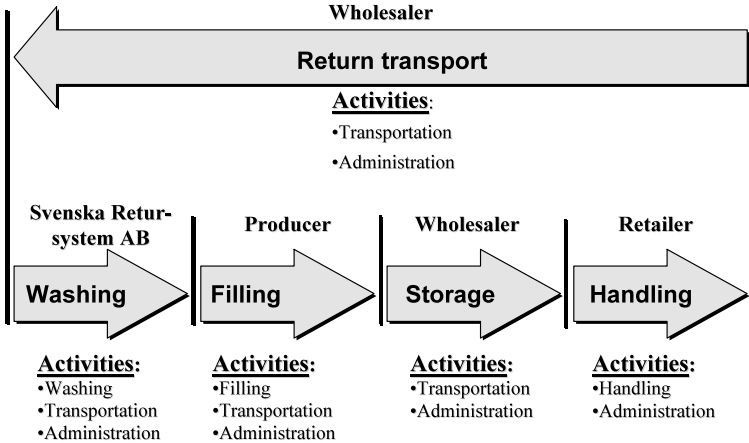 Wholesaler
Return transport
Activities:
•Transportation
•Administration
Svenska Retur-
system AB
Washing
Activities:
•Washing
•Transportation
•Administration
Producer
Filling
Activities:
•Filling
•Transportation
•Administration
Wholesaler
Storage
Activities:
•Transportation
•Administration
Retailer
Handling
Activities:
•Handling
•Administration